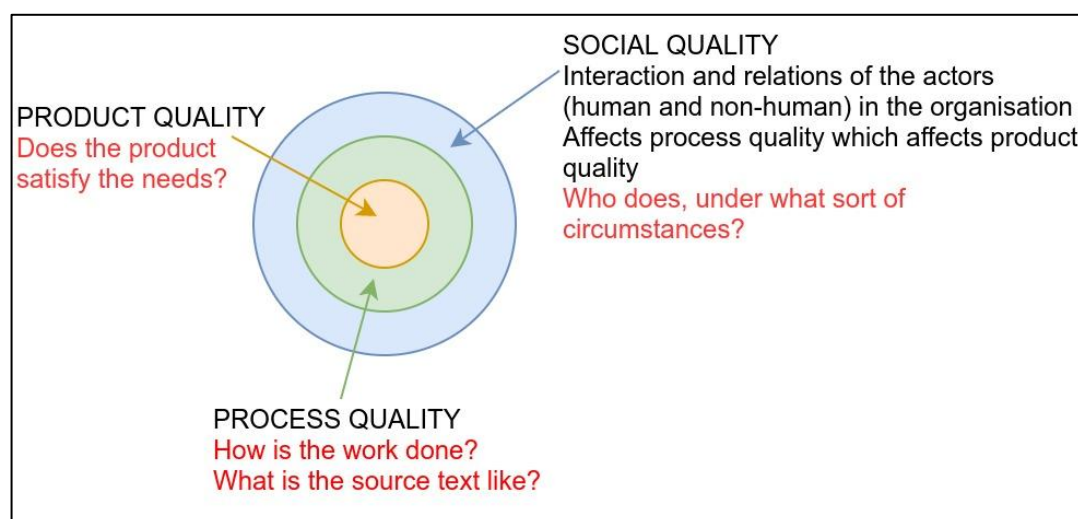 SOCIAL QUALITY
Interaction and relations of the actors
(human and non-human) in the organisation
Affects process quality which affects product
quality
Who does, under what sort of
circumstances?
PRODUCT QUALITY
Does the product
satisfy the needs?
PROCESS QUALITY
How is the work done?
What is the source text like?